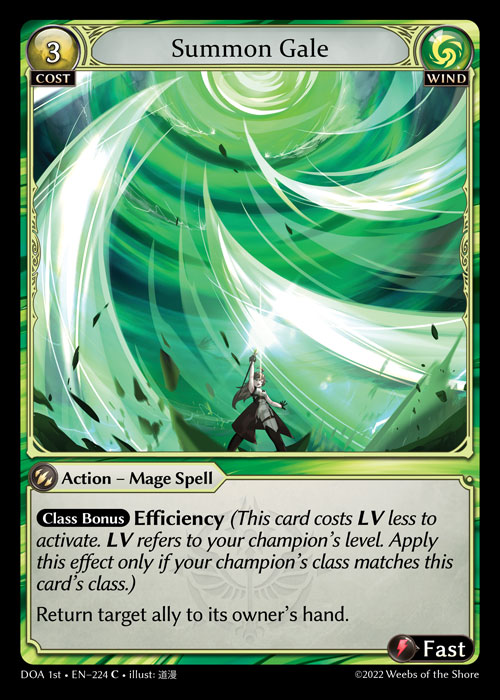 3
Summon Gale
COST
WIND
Action – Mage Spell
Class Bonus Efficiency (This card costs LV less to
activate. LV refers to your champion's level. Apply
this effect only if your champion's class matches this
card's class.)
Return target ally to its owner's hand.
Fast
DOA 1st • EN–224 C • illust: 道漫
©2022 Weebs of the Shore